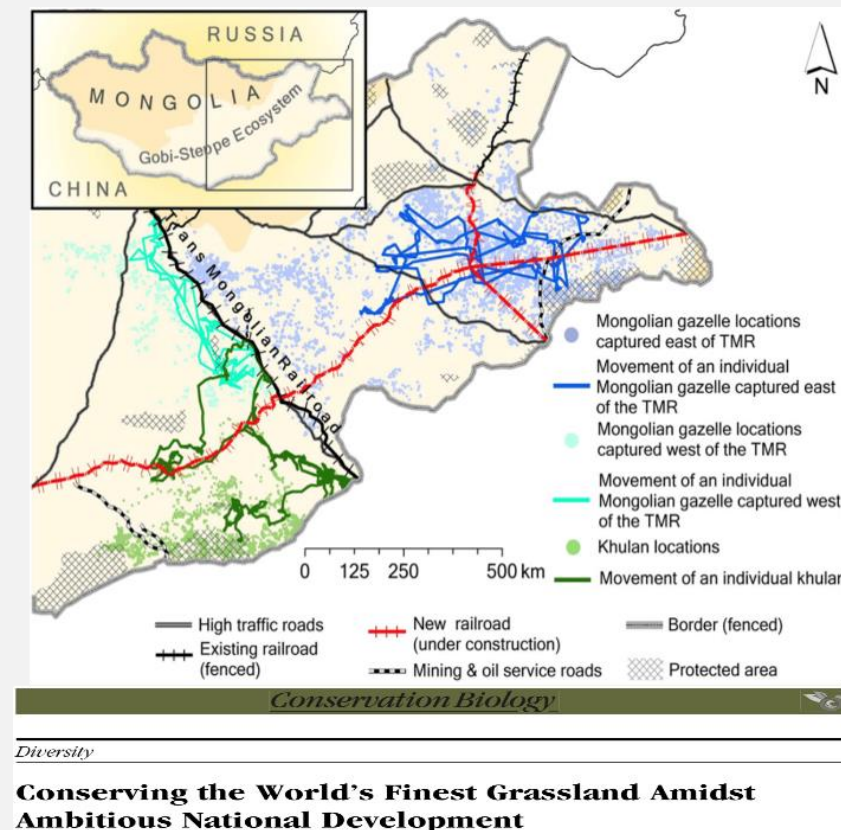 RUSSIA
MONGOLIA
Gobi-Steppe Ecosystem
CHINA
N
Trans Mongolian Railroad
Mongolian gazelle locations
captured east of TMR
Movement of an individual
Mongolian gazelle captured east
of the TMR
Mongolian gazelle locations
captured west of the TMR
Movement of an individual
Mongolian gazelle captured west
of the TMR
Khulan locations
Movement of an individual khulan
0 125 250 500 km
High traffic roads
Existing railroad
(fenced)
New railroad
(under construction)
Mining & oil service roads
Border (fenced)
Protected area
Conservation Biology
Diversity
Conserving the World's Finest Grassland Amidst
Ambitious National Development